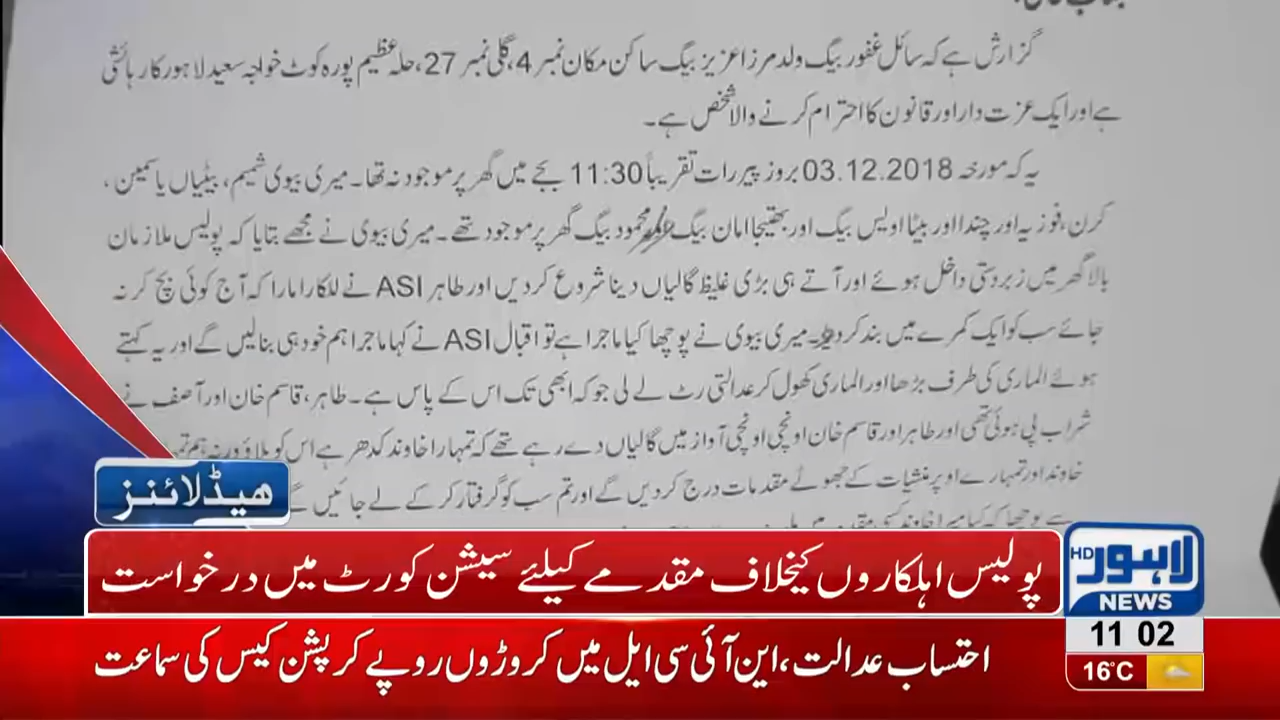 گزارش ہے کہ سائل غفور بیگ ولد مرزا عزیز بیگ ساکن مکان نمبر 4، گلی نمبر 27، حلہ عظیم پورہ کوٹ خواجہ سعید لاہور کا رہائشی
ہے اور ایک عزت دار اور قانون کا احترام کرنے والا شخص ہے۔
یہ کہ مورخہ 03.12.2018 بروز پیر رات تقریباً 11:30 بجے میں گھر پر موجود نہ تھا۔ میری بیوی شمیم، بیٹیاں یاسمین،
کرن، فوزیہ اور چندا اور بیٹا اویس بیگ اور بھتیجا امان بیگ محمود بیگ گھر پر موجود تھے۔ میری بیوی نے مجھے بتایا کہ پولیس ملازمان
بالا گھر میں زبردستی داخل ہوئے اور آتے ہی بڑی غلیظ گالیاں دینا شروع کر دیں اور طاہر ASI نے للکارا مارا کہ آج کوئی بچ کر نہ
جائے سب کو ایک کمرے میں بند کر دیا۔ میری بیوی نے پوچھا کیا ماجرا ہے تو اقبال ASI نے کہا ماجرا ہم خود ہی بنا لیں گے اور یہ کہتے
ہوئے الماری کی طرف بڑھا اور الماری کھول کر عدالتی رٹ لے لی جو کہ ابھی تک اس کے پاس ہے۔ طاہر، قاسم خان اور آصف نے
شراب پی ہوئی تھی اور طاہر اور قاسم خان اونچی اونچی آواز میں گالیاں دے رہے تھے کہ تمہارا خاوند کدھر ہے اس کو بلاؤ ورنہ ہم
خاوند اور تمہارے اوپر منشیات کے جھوٹے مقدمات درج کر دیں گے اور تم سب کو گرفتار کر کے لے جائیں گے
ھیڈلائنز
پولیس اہلکاروں کیخلاف مقدمے کیلئے سیشن کورٹ میں درخواست
HD لاہور
NEWS
11 02
احتساب عدالت، این آئی سی ایل میں کروڑوں روپے کرپشن کیس کی سماعت
16°C